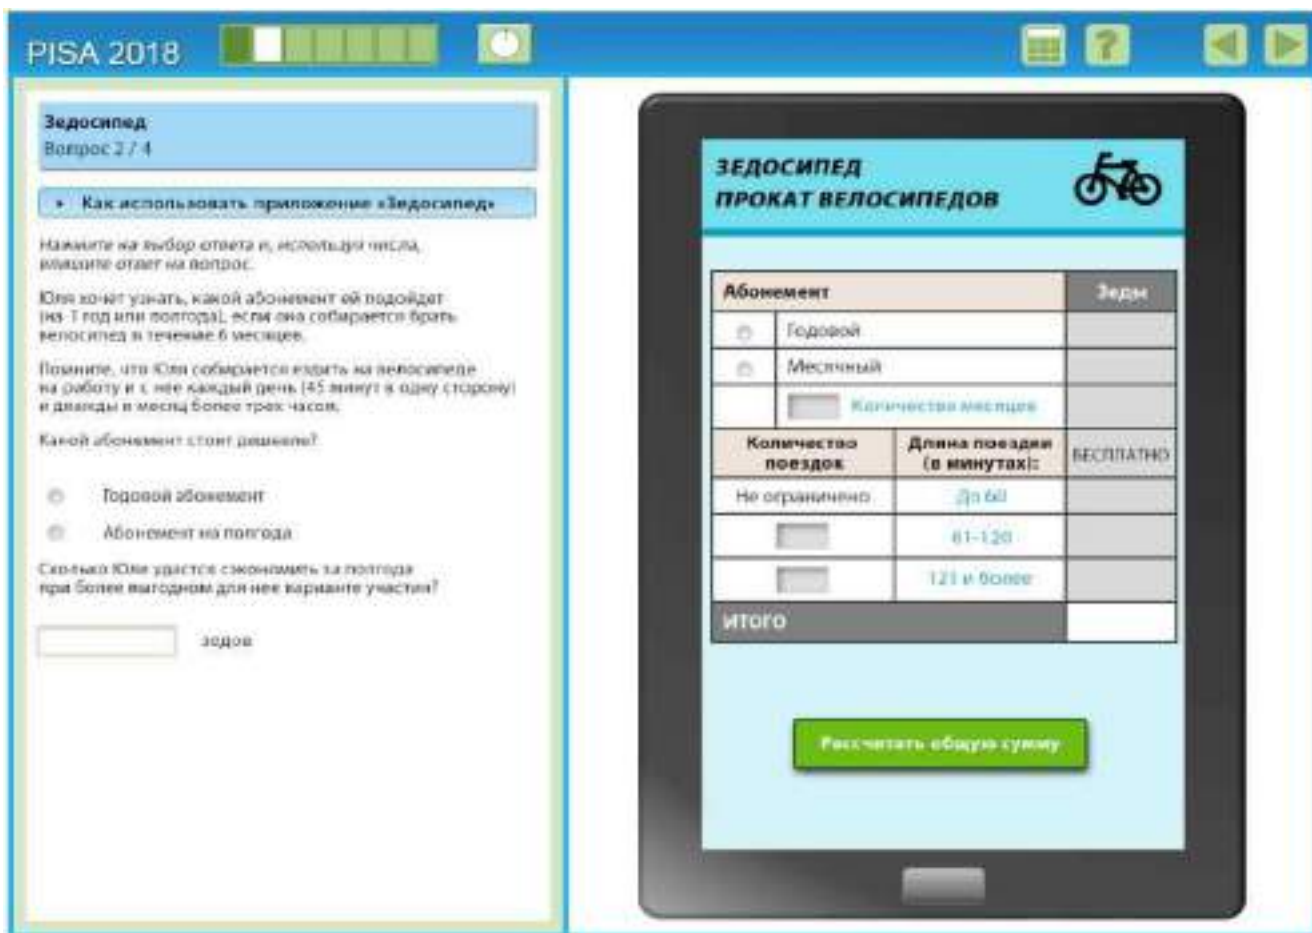 PISA 2018
?
Зедосипед
Вопрос 2 / 4
Как использовать приложение «Зедосипед»
Нажмите на выбор ответа и, используя числа,
впишите ответ на вопрос.
Юля хочет узнать, какой абонемент ей подойдет
(на 1 год или полгода), если она собирается брать
велосипед в течение 6 месяцев.
Помните, что Юля собирается ездить на велосипеде
на работу и с нее каждый день (45 минут в одну сторону)
и дважды в месяц более трех часов.
Какой абонемент стоит дешевле?
Годовой абонемент
Абонемент на полгода
Сколько Юле удастся сэкономить за полгода
при более выгодном для нее варианте участия?
зедов
ЗЕДОСИПЕД
ПРОКАТ ВЕЛОСИПЕДОВ
Абонемент Зеды
Годовой
Месячный
Количество месяцев
Количество поездок Длина поездки (в минутах): БЕСПЛАТНО
Не ограничено До 60
61-120
121 и более
ИТОГО
Рассчитать общую сумму